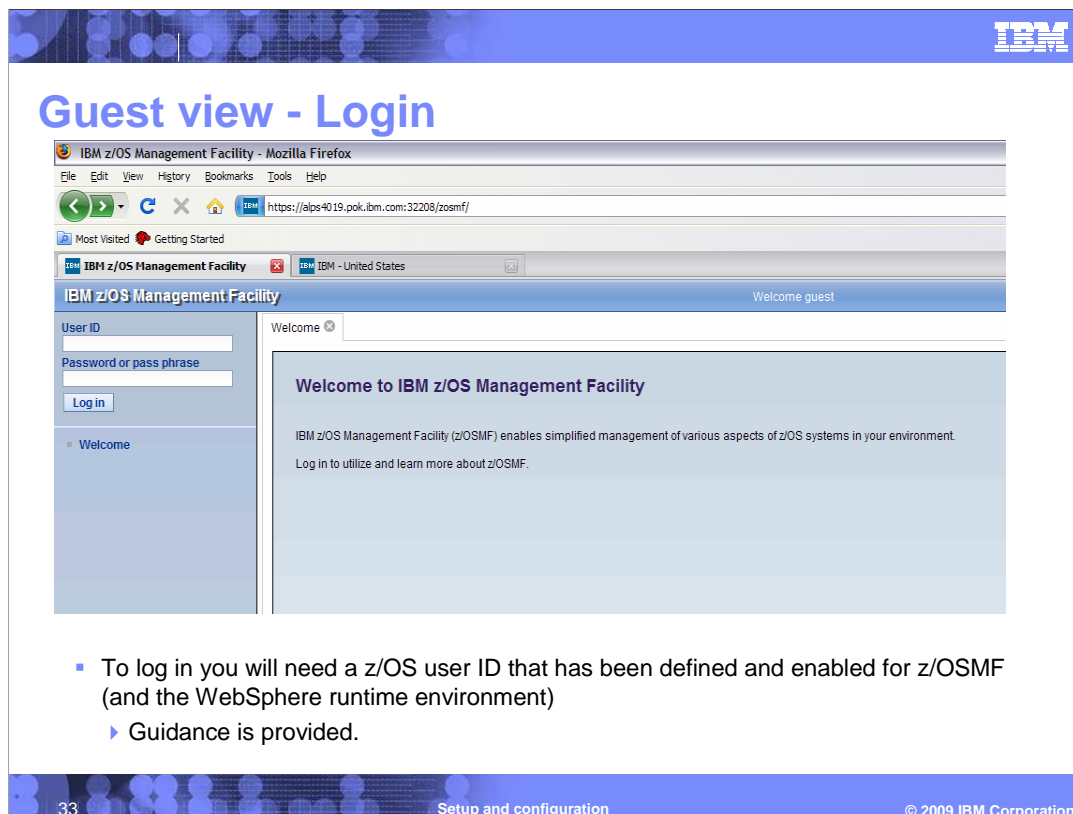 IBM
Guest view - Login
IBM z/OS Management Facility - Mozilla Firefox
File Edit View History Bookmarks Tools Help
IBM https://alps4019.pok.ibm.com:32208/zosmf/
Most Visited Getting Started
IBM IBM z/OS Management Facility IBM IBM - United States
IBM z/OS Management Facility Welcome guest
User ID
Welcome
Password or pass phrase
Log in
Welcome to IBM z/OS Management Facility
Welcome
IBM z/OS Management Facility (z/OSMF) enables simplified management of various aspects of z/OS systems in your environment.
Log in to utilize and learn more about z/OSMF.
To log in you will need a z/OS user ID that has been defined and enabled for z/OSMF
(and the WebSphere runtime environment)
Guidance is provided.
33 Setup and configuration © 2009 IBM Corporation